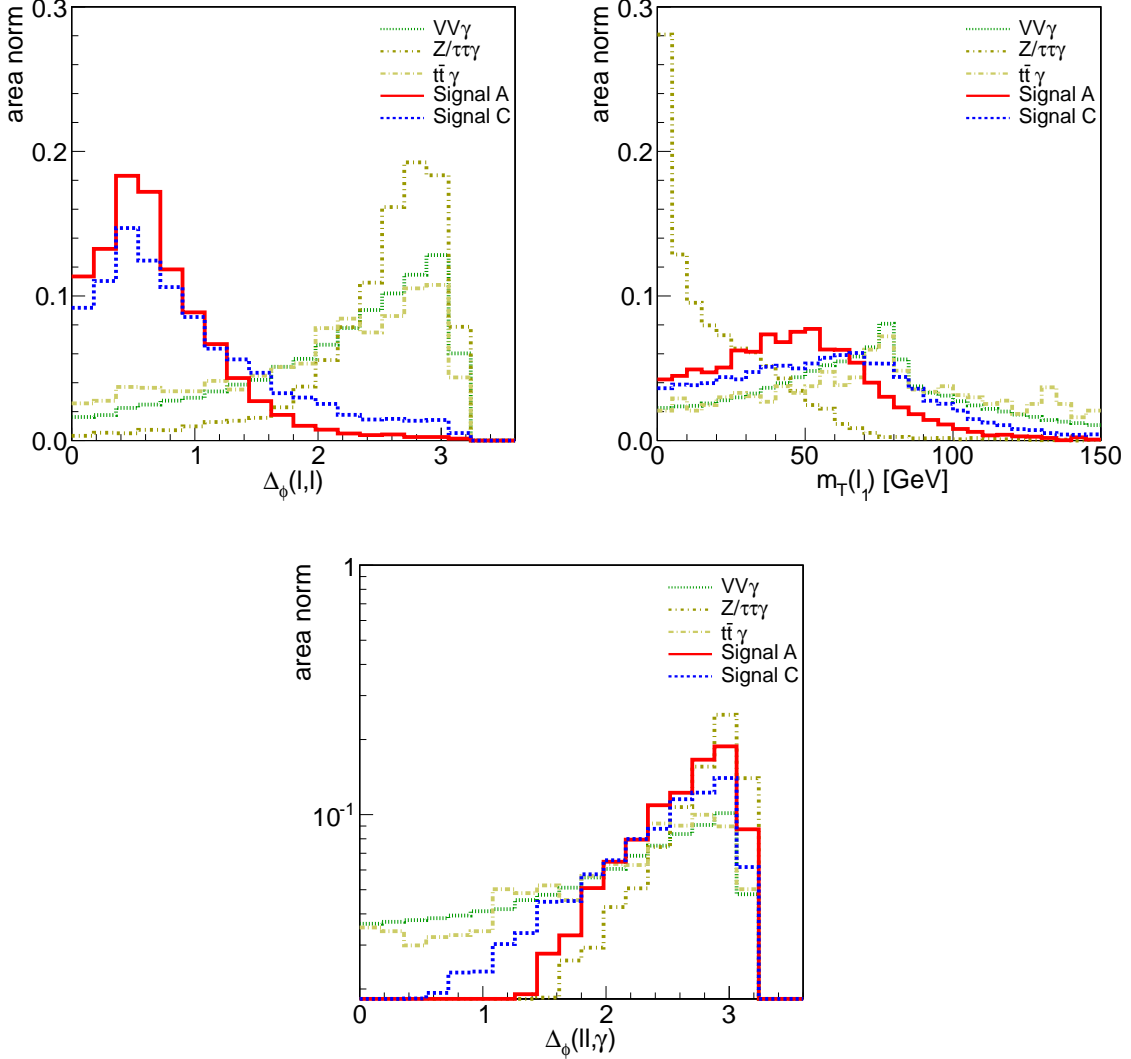 area norm
0.3
0.2
0.1
0.0
0 1 2 3
Δϕ(l,l)
VVγ
Z/ττγ
tt̄ γ
Signal A
Signal C
area norm
0.3
0.2
0.1
0.0
0 50 100 150
mT(l1) [GeV]
VVγ
Z/ττγ
tt̄ γ
Signal A
Signal C
area norm
1
10⁻¹
0 1 2 3
Δϕ(ll,γ)
VVγ
Z/ττγ
tt̄ γ
Signal A
Signal C